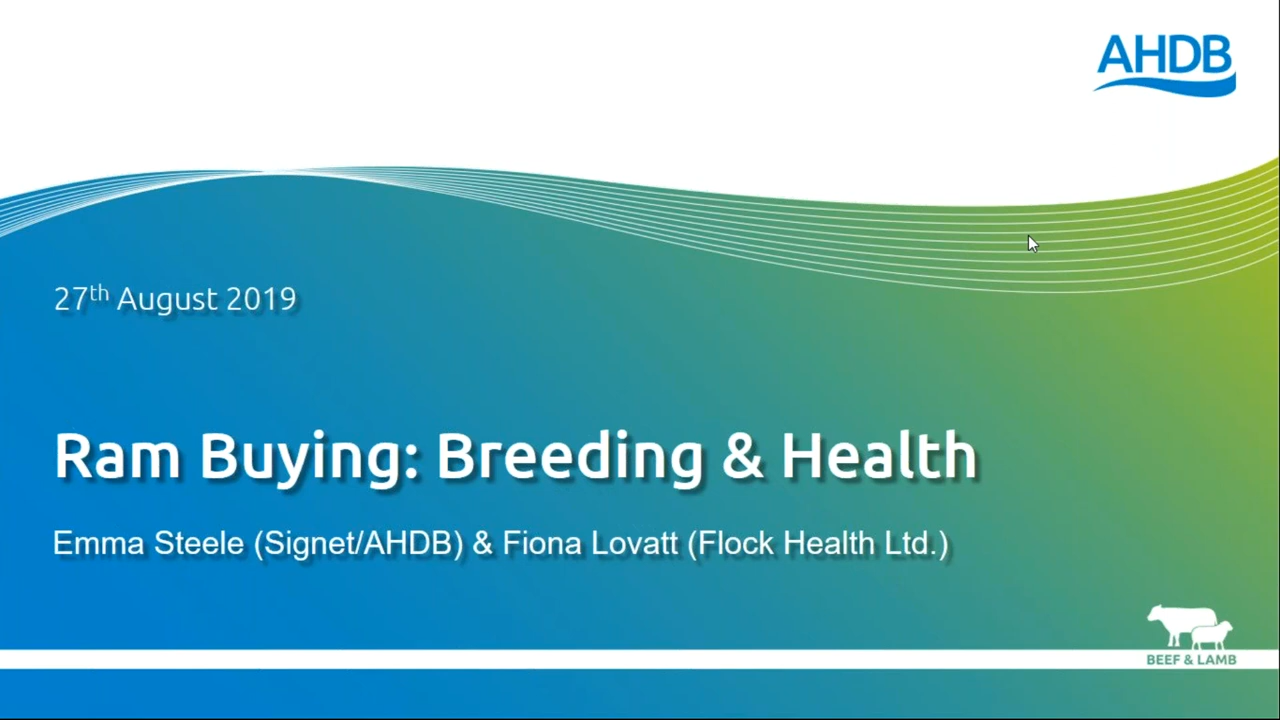 AHDB
27th August 2019
Ram Buying: Breeding & Health
Emma Steele (Signet/AHDB) & Fiona Lovatt (Flock Health Ltd.)
BEEF & LAMB